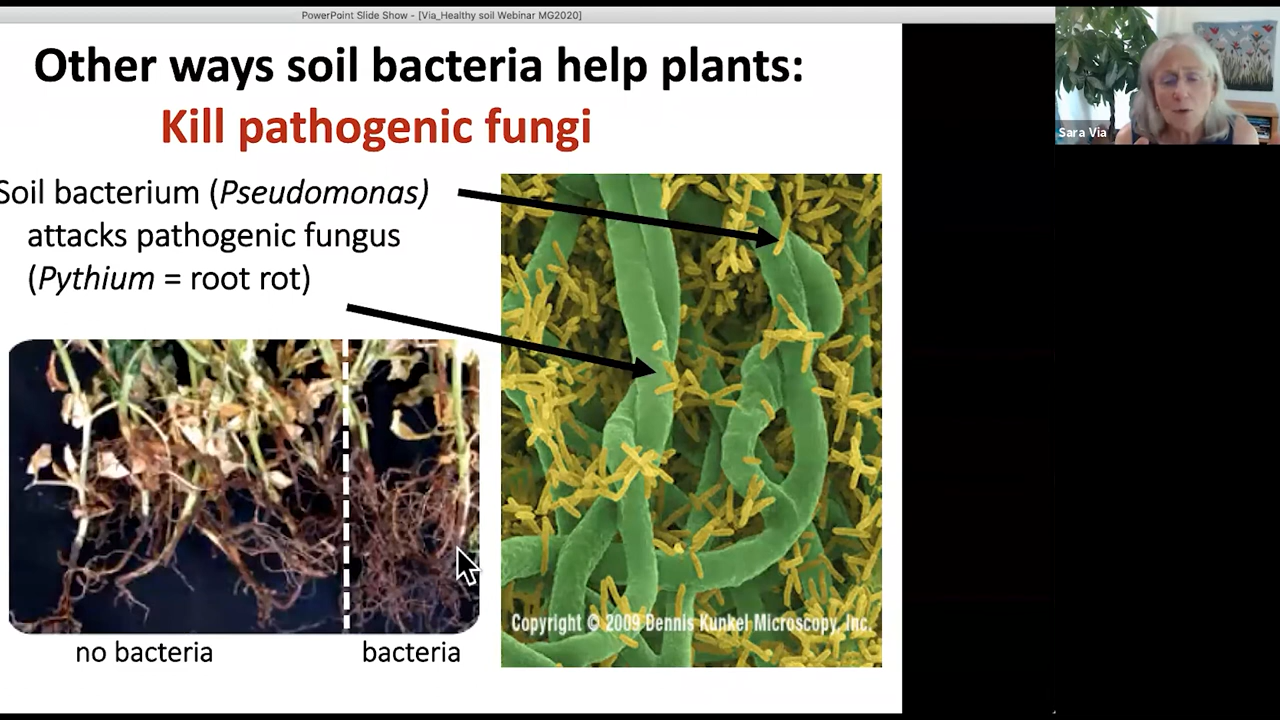 PowerPoint Slide Show - [Via_Healthy soil Webinar MG2020]
Other ways soil bacteria help plants:
Kill pathogenic fungi
Sara Via
Soil bacterium (Pseudomonas)
attacks pathogenic fungus
(Pythium = root rot)
Copyright © 2009 Dennis Kunkel Microscopy, Inc.
no bacteria
bacteria